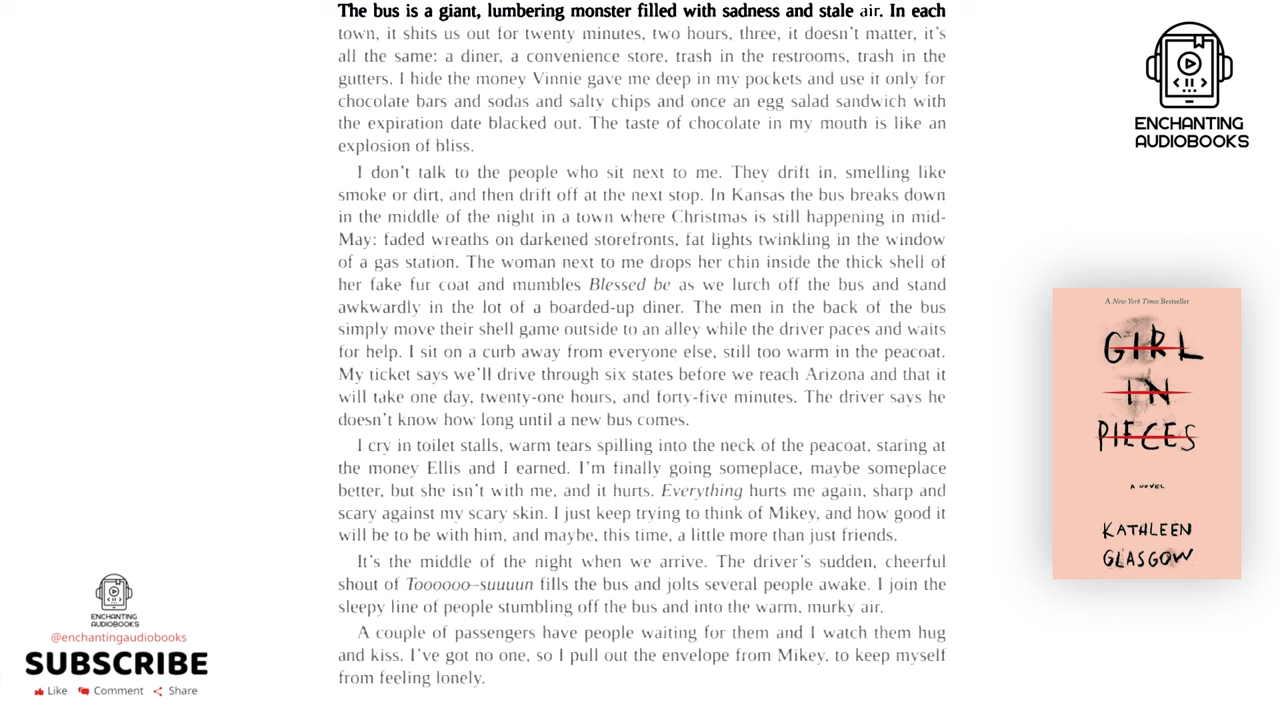 The bus is a giant, lumbering monster filled with sadness and stale air. In each
town, it shits us out for twenty minutes, two hours, three, it doesn't matter, it's
all the same: a diner, a convenience store, trash in the restrooms, trash in the
gutters. I hide the money Vinnie gave me deep in my pockets and use it only for
chocolate bars and sodas and salty chips and once an egg salad sandwich with
the expiration date blacked out. The taste of chocolate in my mouth is like an
explosion of bliss.
I don't talk to the people who sit next to me. They drift in, smelling like
smoke or dirt, and then drift off at the next stop. In Kansas the bus breaks down
in the middle of the night in a town where Christmas is still happening in mid-
May: faded wreaths on darkened storefronts, fat lights twinkling in the window
of a gas station. The woman next to me drops her chin inside the thick shell of
her fake fur coat and mumbles Blessed be as we lurch off the bus and stand
awkwardly in the lot of a boarded-up diner. The men in the back of the bus
simply move their shell game outside to an alley while the driver paces and waits
for help. I sit on a curb away from everyone else, still too warm in the peacoat.
My ticket says we'll drive through six states before we reach Arizona and that it
will take one day, twenty-one hours, and forty-five minutes. The driver says he
doesn't know how long until a new bus comes.
I cry in toilet stalls, warm tears spilling into the neck of the peacoat, staring at
the money Ellis and I earned. I'm finally going someplace, maybe someplace
better, but she isn't with me, and it hurts. Everything hurts me again, sharp and
scary against my scary skin. I just keep trying to think of Mikey, and how good it
will be to be with him, and maybe, this time, a little more than just friends.
It's the middle of the night when we arrive. The driver's sudden, cheerful
shout of Toooooo–suuuun fills the bus and jolts several people awake. I join the
sleepy line of people stumbling off the bus and into the warm, murky air.
A couple of passengers have people waiting for them and I watch them hug
and kiss. I've got no one, so I pull out the envelope from Mikey, to keep myself
from feeling lonely.
ENCHANTING
AUDIOBOOKS
A New York Times Bestseller
GIRL
IN
PIECES
A NOVEL
KATHLEEN
GLASGOW
ENCHANTING
AUDIOBOOKS
@enchantingaudiobooks
SUBSCRIBE
Like Comment Share